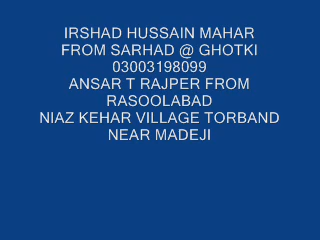 IRSHAD HUSSAIN MAHAR
FROM SARHAD @ GHOTKI
03003198099
ANSAR T RAJPER FROM
RASOOLABAD
NIAZ KEHAR VILLAGE TORBAND
NEAR MADEJI